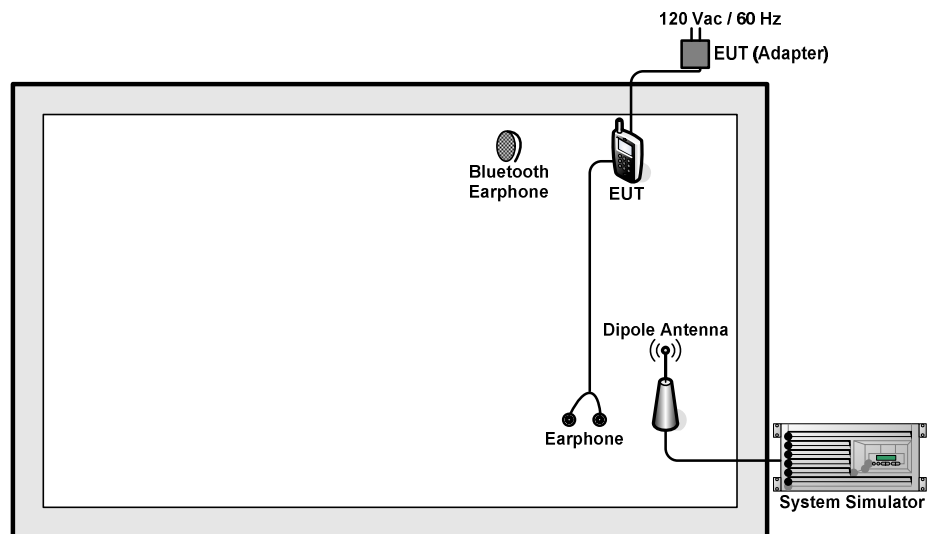 120 Vac / 60 Hz
EUT (Adapter)
Bluetooth
Earphone
EUT
Dipole Antenna
Earphone
System Simulator